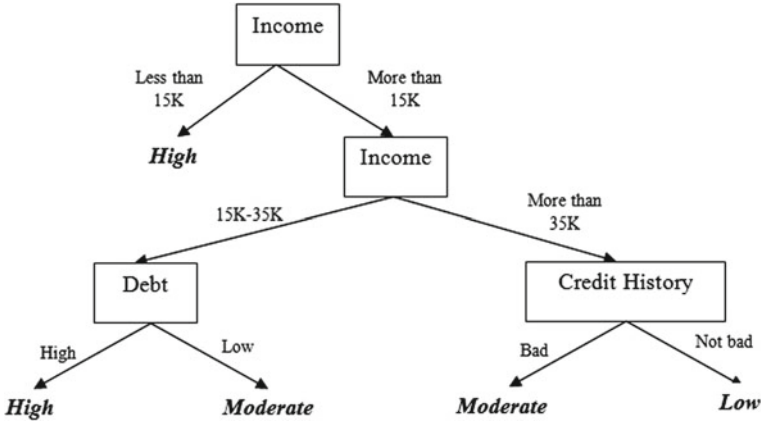 Income
Less than
15K
More than
15K
High
Income
15K-35K
More than
35K
Debt
Credit History
High
Low
Bad
Not bad
High
Moderate
Moderate
Low